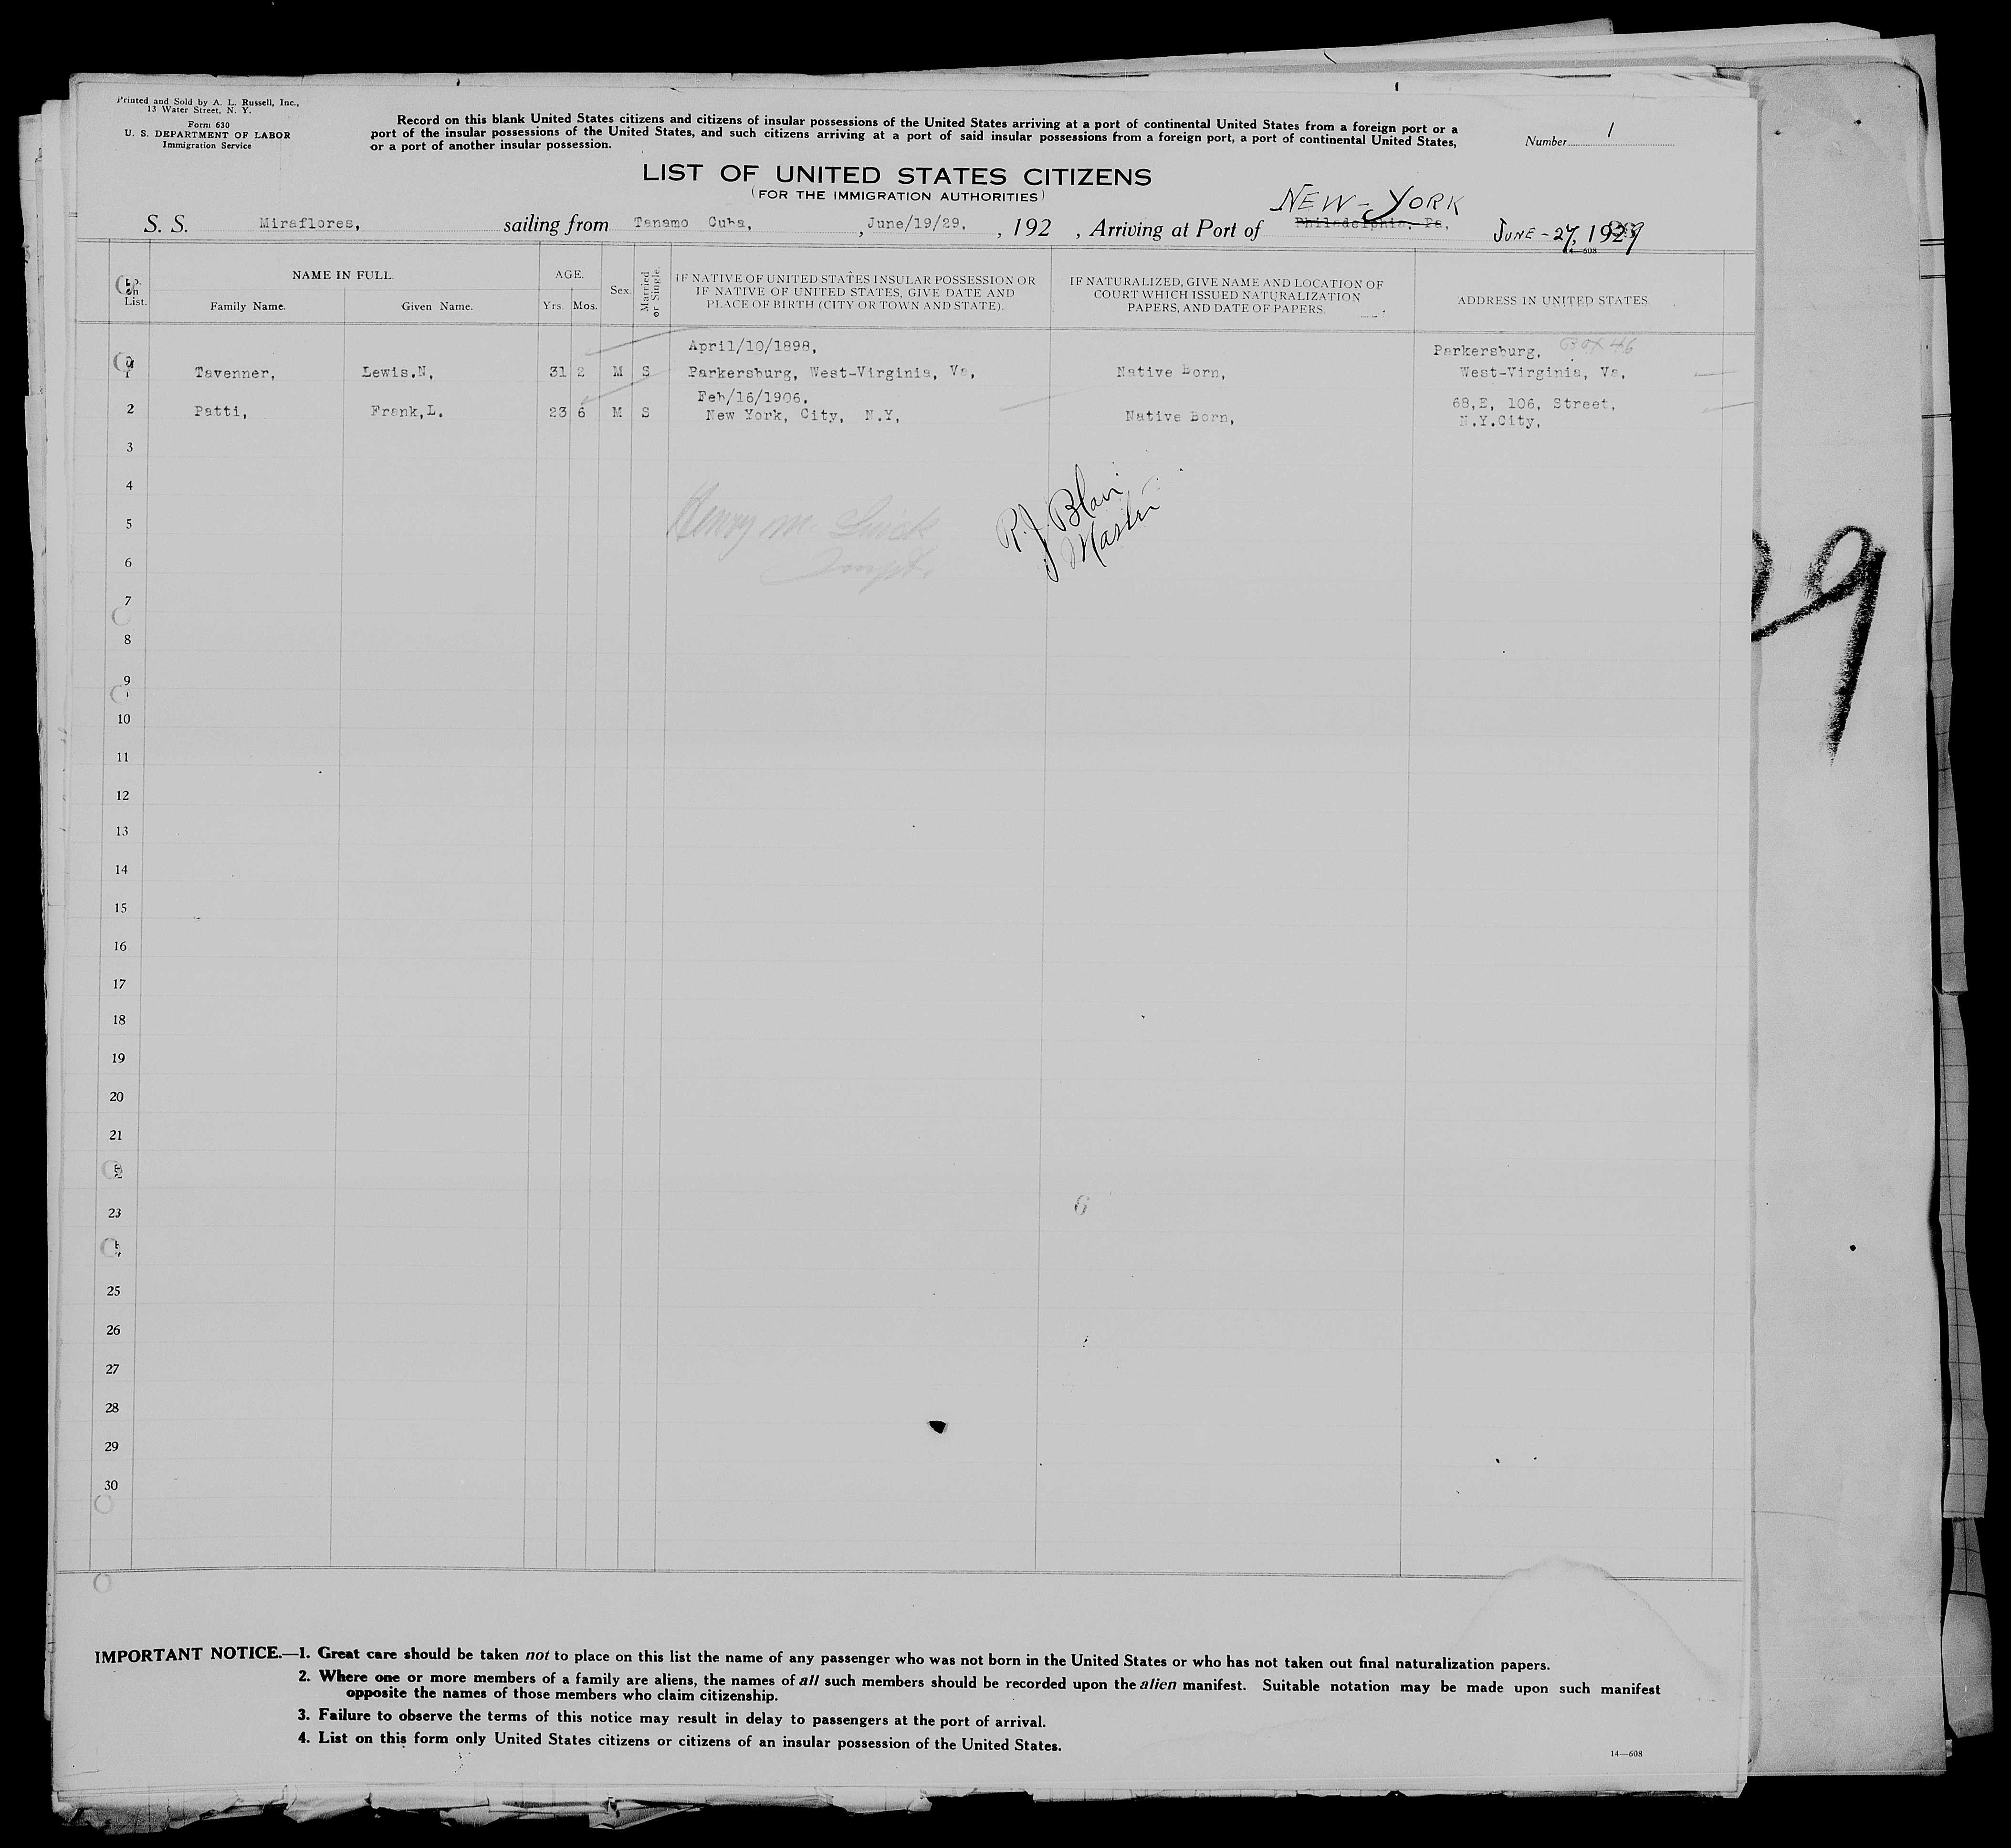 Printed and Sold by A. L. Russell, Inc.,
13 Water Street, N. Y.
Form 630
U. S. DEPARTMENT OF LABOR
Immigration Service
Record on this blank United States citizens and citizens of insular possessions of the United States arriving at a port of continental United States from a foreign port or a
port of the insular possessions of the United States, and such citizens arriving at a port of said insular possessions from a foreign port, a port of continental United States,
or a port of another insular possession.
Number 1
LIST OF UNITED STATES CITIZENS
(FOR THE IMMIGRATION AUTHORITIES)
NEW-YORK
S. S. Miraflores, sailing from Tanamo Cuba, , June/19/29, , 192 , Arriving at Port of Philadelphia, Pa, JUNE-27, 1929
14—608
No. on List.
NAME IN FULL.
Family Name.
Given Name.
AGE.
Yrs.
Mos.
Sex.
Married or Single.
IF NATIVE OF UNITED STATES INSULAR POSSESSION OR
IF NATIVE OF UNITED STATES, GIVE DATE AND
PLACE OF BIRTH (CITY OR TOWN AND STATE).
IF NATURALIZED, GIVE NAME AND LOCATION OF
COURT WHICH ISSUED NATURALIZATION
PAPERS, AND DATE OF PAPERS.
ADDRESS IN UNITED STATES.
April/10/1898, Parkersburg, Box 46
1 Tavenner, Lewis.N, 31 2 M S Parkersburg, West-Virginia, Va, Native Born, West-Virginia, Va,
Feb/16/1906. 68,E, 106, Street,
2 Patti, Frank,L. 23 6 M S New York, City, N.Y, Native Born, N.Y.City,
3
4
5
6
7
Henry M.
Inspt.
R.J. Blair
Master
8
9
10
11
12
13
14
15
16
17
18
19
20
21
23
6
25
26
27
28
29
30
29
IMPORTANT NOTICE.—1. Great care should be taken not to place on this list the name of any passenger who was not born in the United States or who has not taken out final naturalization papers.
2. Where one or more members of a family are aliens, the names of all such members should be recorded upon the alien manifest. Suitable notation may be made upon such manifest
opposite the names of those members who claim citizenship.
3. Failure to observe the terms of this notice may result in delay to passengers at the port of arrival.
4. List on this form only United States citizens or citizens of an insular possession of the United States.
14—608